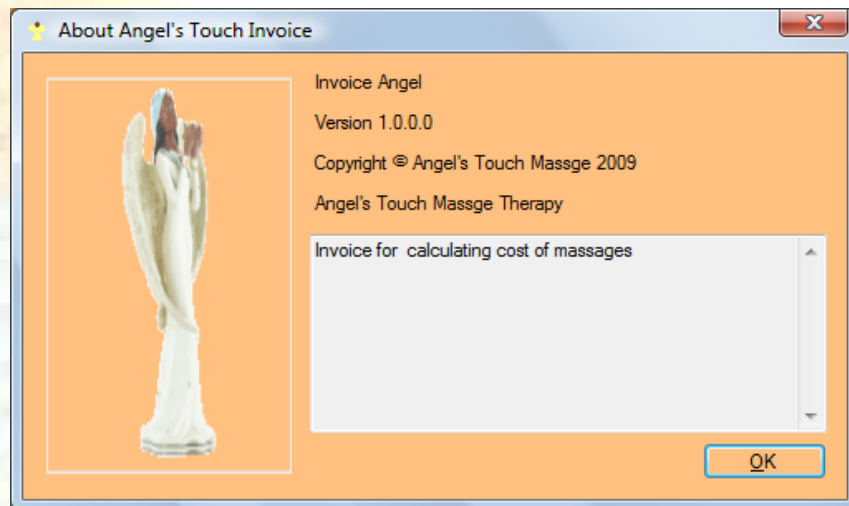 About Angel's Touch Invoice
Invoice Angel
Version 1.0.0.0
Copyright © Angel's Touch Massge 2009
Angel's Touch Massge Therapy
Invoice for  calculating cost of massages
OK